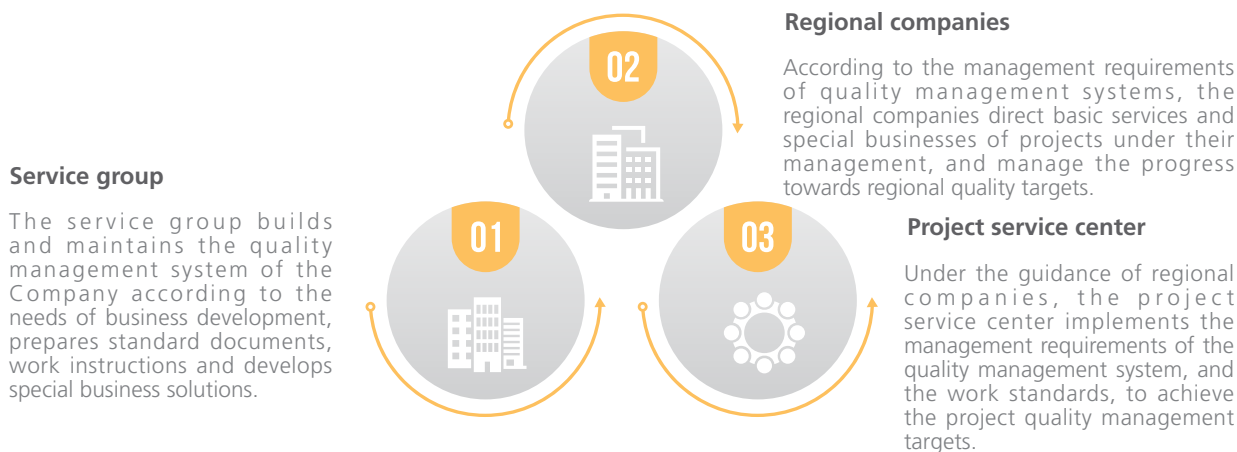 Service group
The service group builds
and maintains the quality
management system of the
Company according to the
needs of business development,
prepares standard documents,
work instructions and develops
special business solutions.
01
02
Regional companies
According to the management requirements
of quality management systems, the
regional companies direct basic services and
special businesses of projects under their
management, and manage the progress
towards regional quality targets.
03
Project service center
Under the guidance of regional
companies, the project
service center implements the
management requirements of the
quality management system, and
the work standards, to achieve
the project quality management
targets.